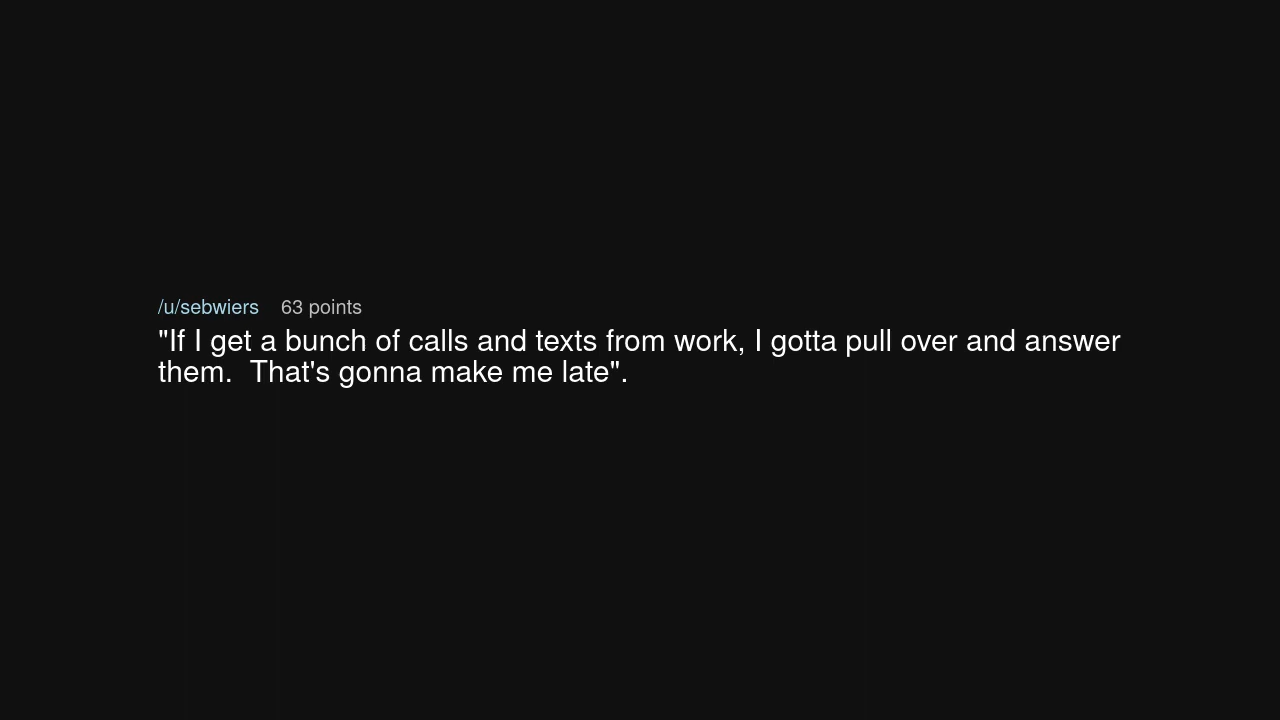 /u/sebwiers 63 points
"If I get a bunch of calls and texts from work, I gotta pull over and answer
them.  That's gonna make me late".